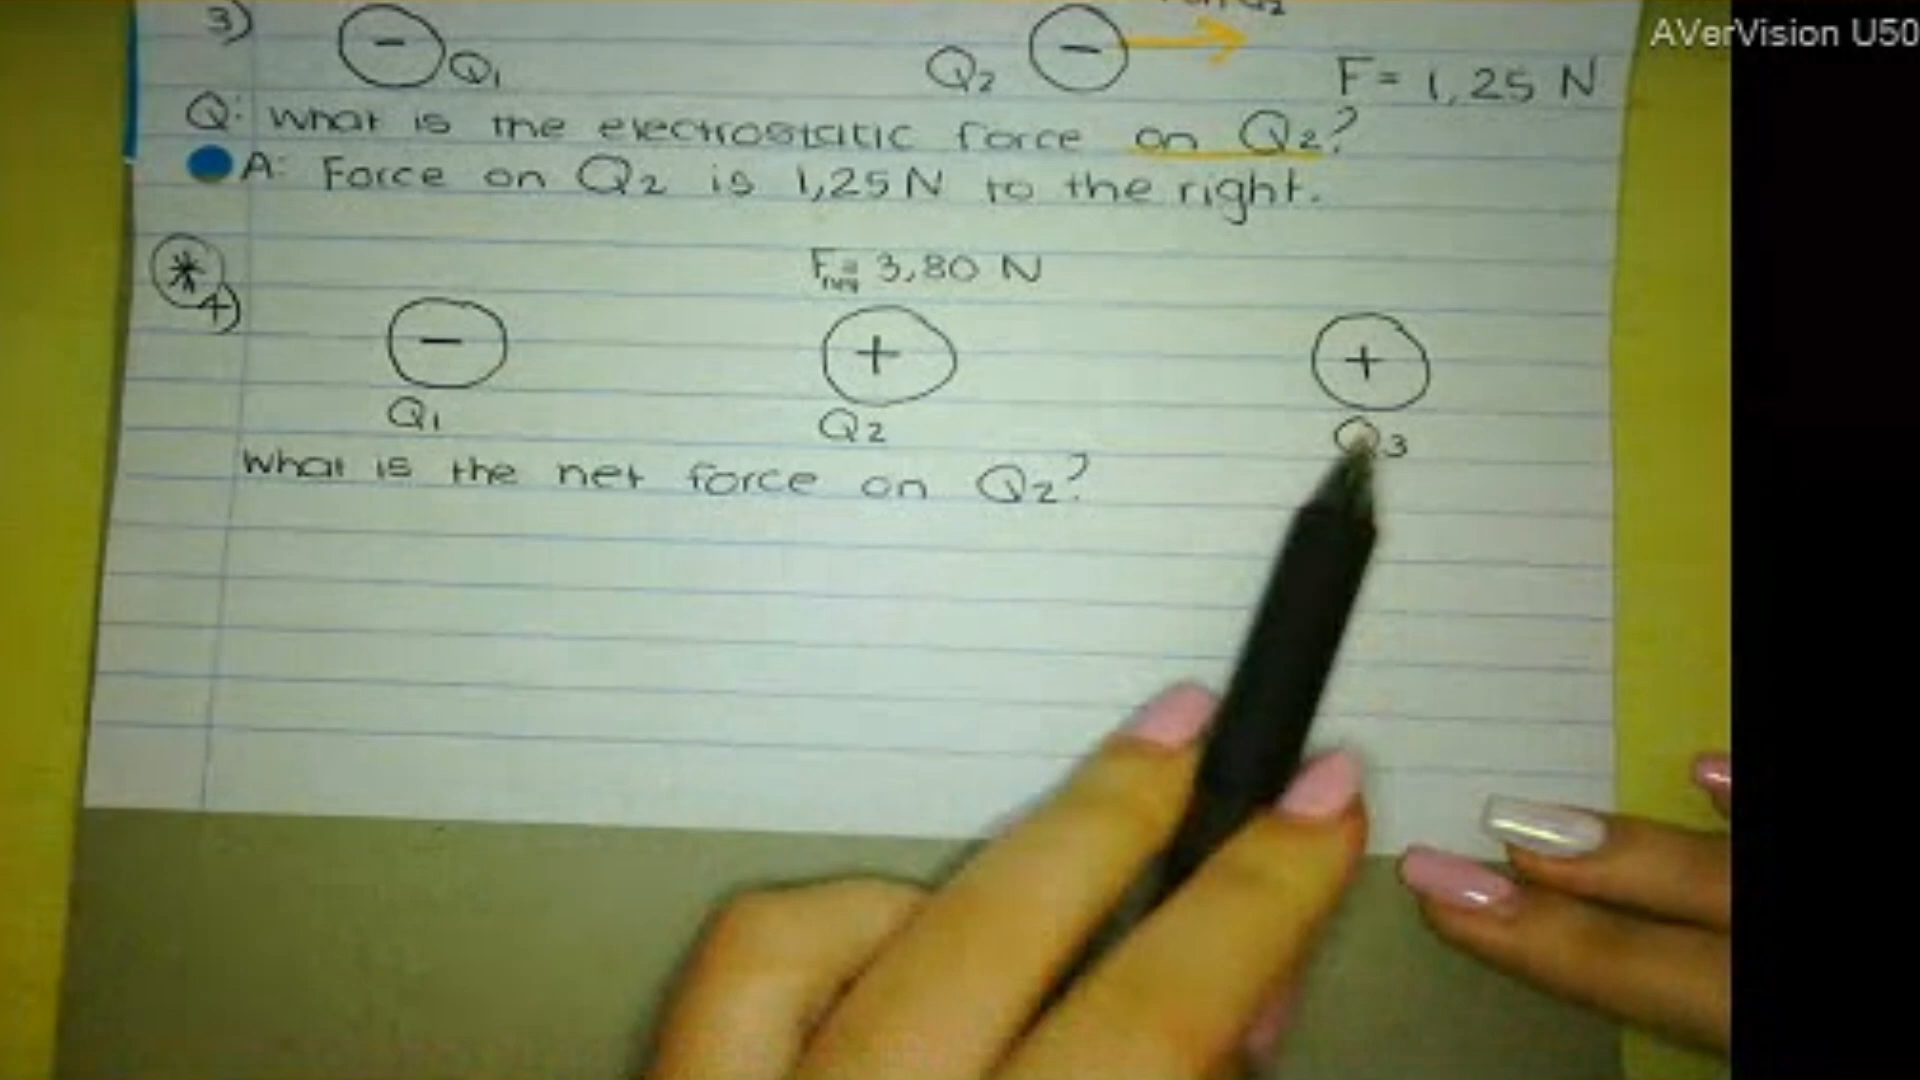 AVerVision U50
3)
- Q1
Q2 -
F = 1,25 N
Q: What is the electrostatic force on Q2?
A: Force on Q2 is 1,25 N to the right.
* 4)
Fnet = 3,80 N
- + +
Q1 Q2 Q3
What is the net force on Q2?